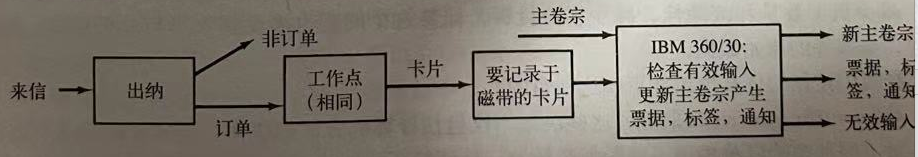 主卷宗
来信
出纳
非订单
订单
工作点
（相同）
卡片
要记录于
磁带的卡片
IBM 360/30:
检查有效输入
更新主卷宗产生
票据，标签，通知
新主卷宗
票据，标
签，通知
无效输入